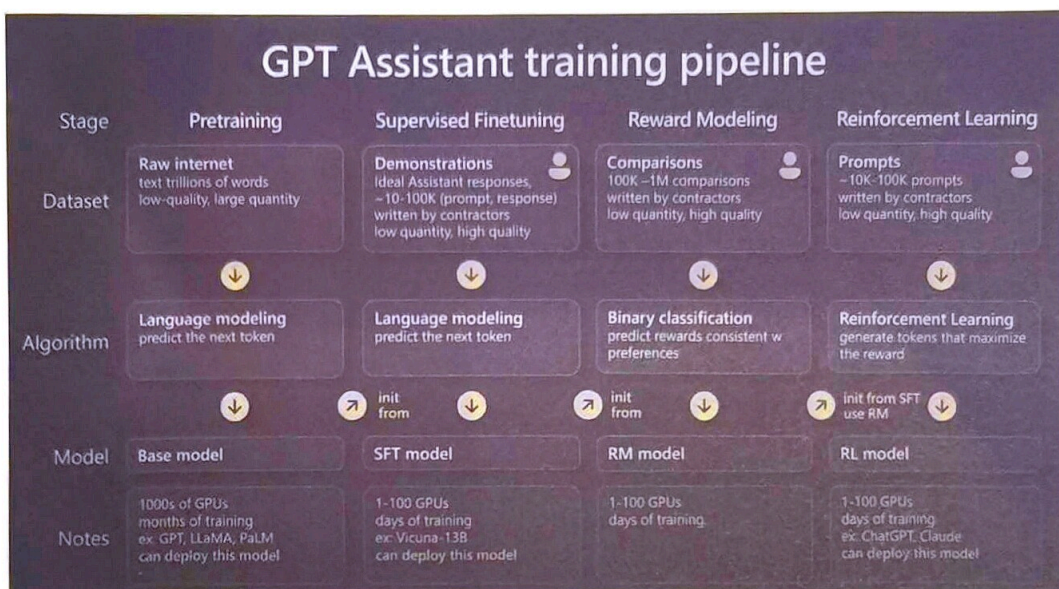 GPT Assistant training pipeline
Stage
Pretraining
Supervised Finetuning
Reward Modeling
Reinforcement Learning
Dataset
Raw internet
text trillions of words
low-quality, large quantity
Demonstrations
Ideal Assistant responses,
~10-100K (prompt, response)
written by contractors
low quantity, high quality
Comparisons
100K –1M comparisons
written by contractors
low quantity, high quality
Prompts
~10K-100K prompts
written by contractors
low quantity, high quality
Algorithm
Language modeling
predict the next token
Language modeling
predict the next token
Binary classification
predict rewards consistent w
preferences
Reinforcement Learning
generate tokens that maximize
the reward
init
from
init
from
init from SFT
use RM
Model
Base model
SFT model
RM model
RL model
Notes
1000s of GPUs
months of training
ex: GPT, LLaMA, PaLM
can deploy this model
1-100 GPUs
days of training
ex: Vicuna-13B
can deploy this model
1-100 GPUs
days of training
1-100 GPUs
days of training
ex: ChatGPT, Claude
can deploy this model